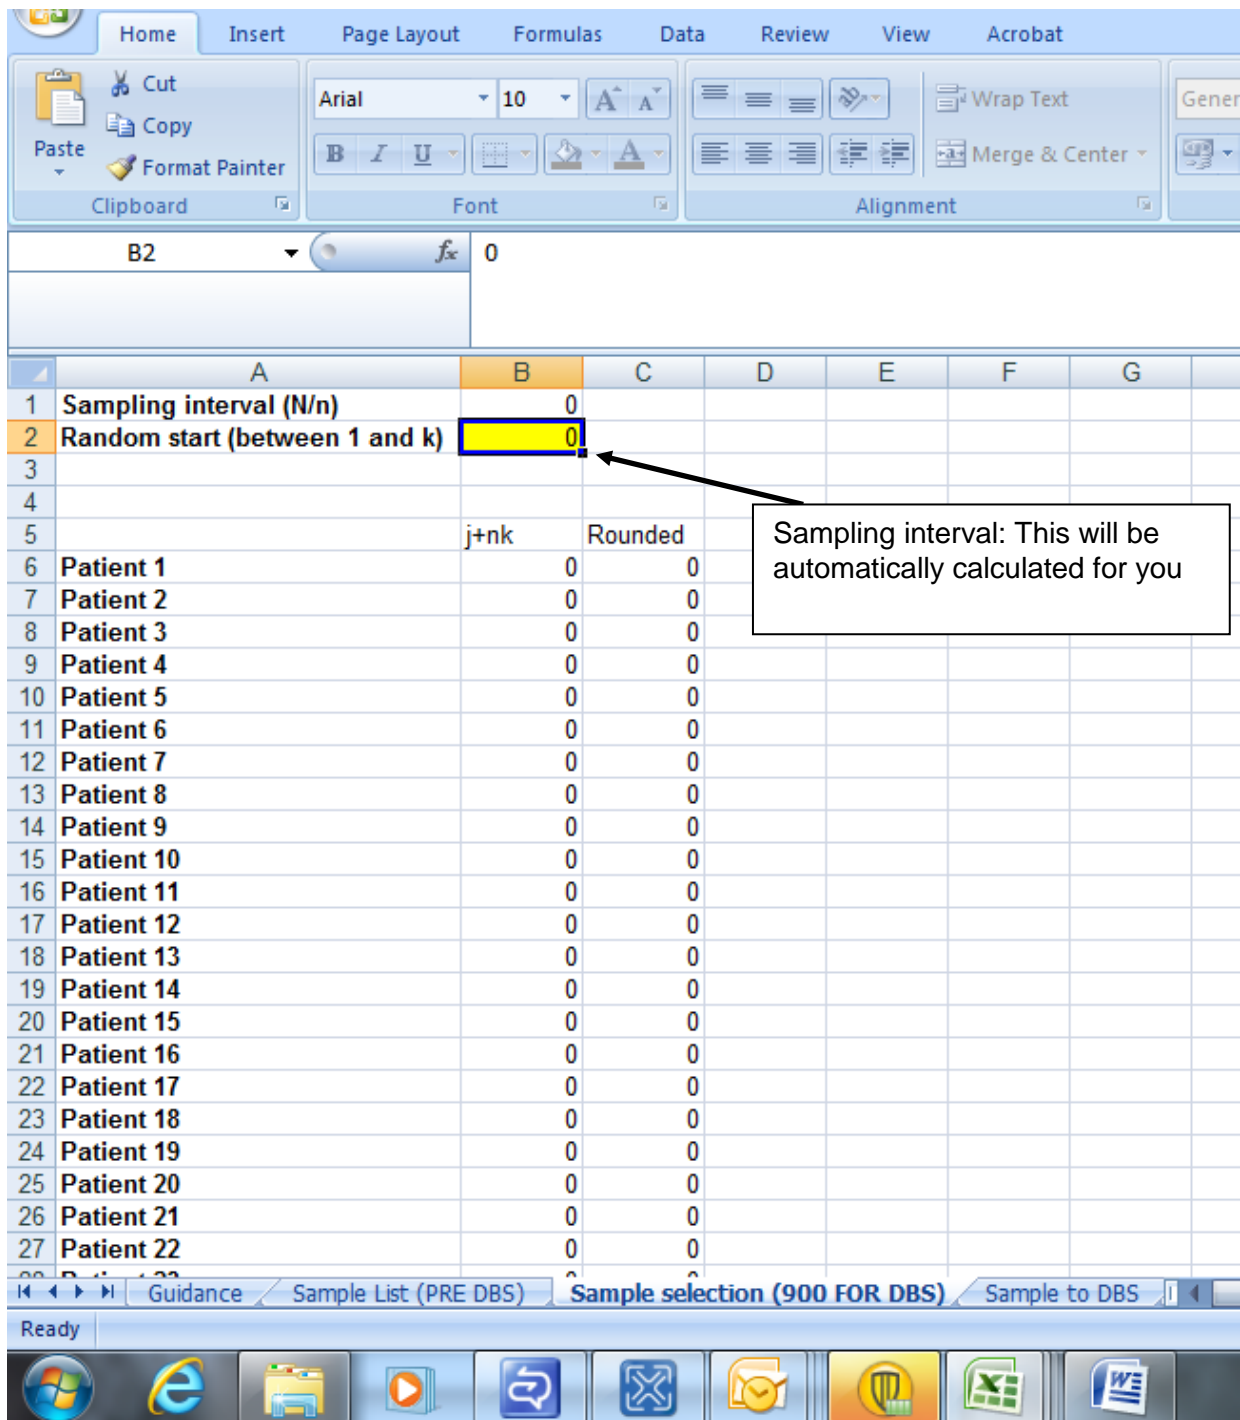 Home Insert Page Layout Formulas Data Review View Acrobat
Cut
Copy
Format Painter
Paste
Arial 10 A A
B I U A
Wrap Text
Merge & Center
Gener
Clipboard Font Alignment
B2 fx 0
A B C D E F G
1 Sampling interval (N/n) 0
2 Random start (between 1 and k) 0
3
4
5 j+nk Rounded
Sampling interval: This will be
automatically calculated for you
6 Patient 1 0 0
7 Patient 2 0 0
8 Patient 3 0 0
9 Patient 4 0 0
10 Patient 5 0 0
11 Patient 6 0 0
12 Patient 7 0 0
13 Patient 8 0 0
14 Patient 9 0 0
15 Patient 10 0 0
16 Patient 11 0 0
17 Patient 12 0 0
18 Patient 13 0 0
19 Patient 14 0 0
20 Patient 15 0 0
21 Patient 16 0 0
22 Patient 17 0 0
23 Patient 18 0 0
24 Patient 19 0 0
25 Patient 20 0 0
26 Patient 21 0 0
27 Patient 22 0 0
Guidance Sample List (PRE DBS) Sample selection (900 FOR DBS) Sample to DBS
Ready